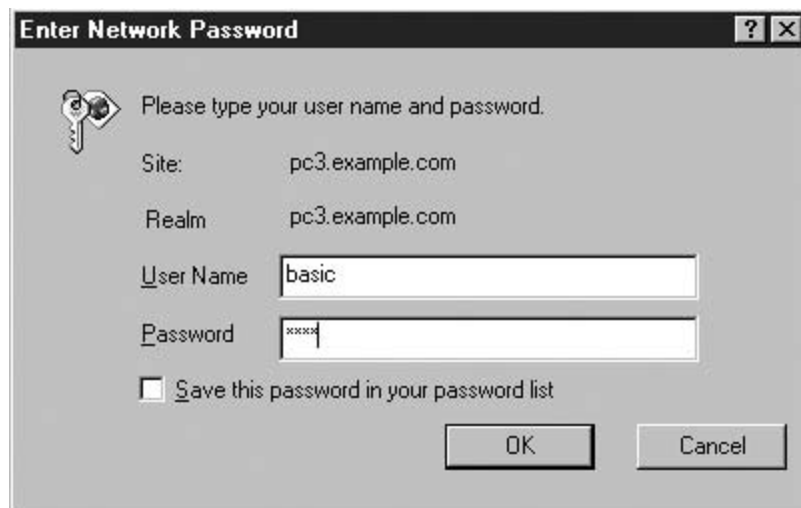 Enter Network Password
Please type your user name and password.
Site: pc3.example.com
Realm pc3.example.com
User Name basic
Password ****
Save this password in your password list
OK Cancel